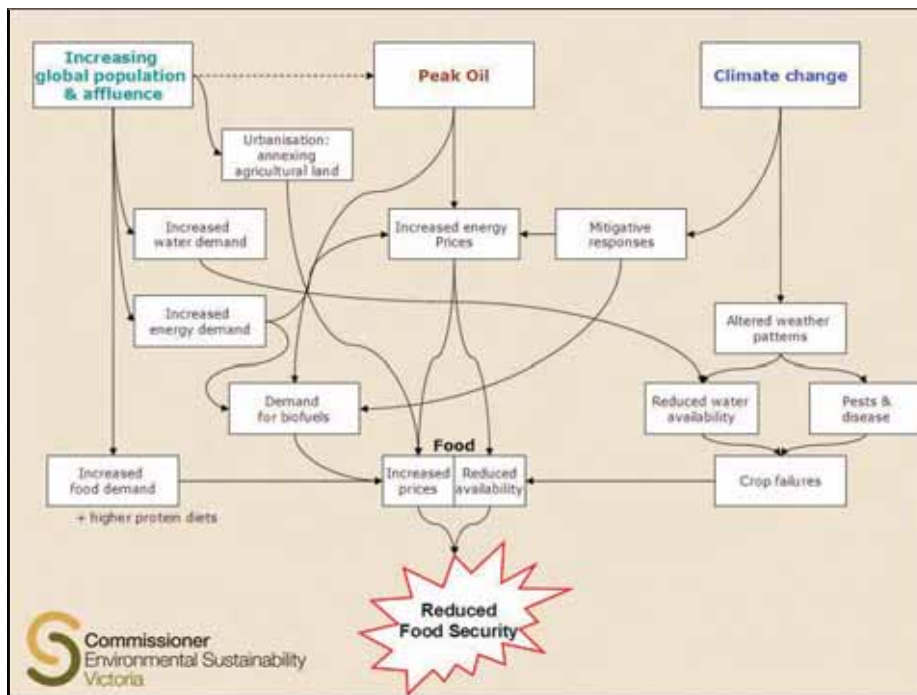 Increasing
global population
& affluence
Peak Oil
Climate change
Urbanisation:
annexing
agricultural land
Increased
water demand
Increased energy
Prices
Mitigative
responses
Increased
energy demand
Altered weather
patterns
Demand
for biofuels
Reduced water
availability
Pests &
disease
Food
Increased
food demand
Increased
prices
Reduced
availability
Crop failures
+ higher protein diets
Reduced
Food Security
Commissioner
Environmental Sustainability
Victoria